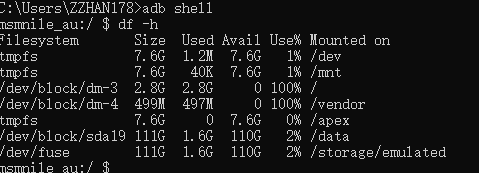 C:\Users\ZZHAN178>adb shell
msmnile_au:/ $ df -h
Filesystem Size Used Avail Use% Mounted on
tmpfs 7.6G 1.2M 7.6G 1% /dev
tmpfs 7.6G 40K 7.6G 1% /mnt
/dev/block/dm-3 2.8G 2.8G 0 100% /
/dev/block/dm-4 499M 497M 0 100% /vendor
tmpfs 7.6G 0 7.6G 0% /apex
/dev/block/sda19 111G 1.6G 110G 2% /data
/dev/fuse 111G 1.6G 110G 2% /storage/emulated
msmnile_au:/ $